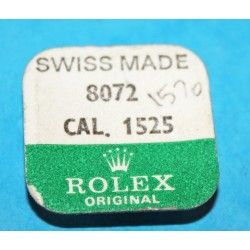 SWISS MADE
8072 1570
CAL. 1525
ROLEX
ORIGINAL